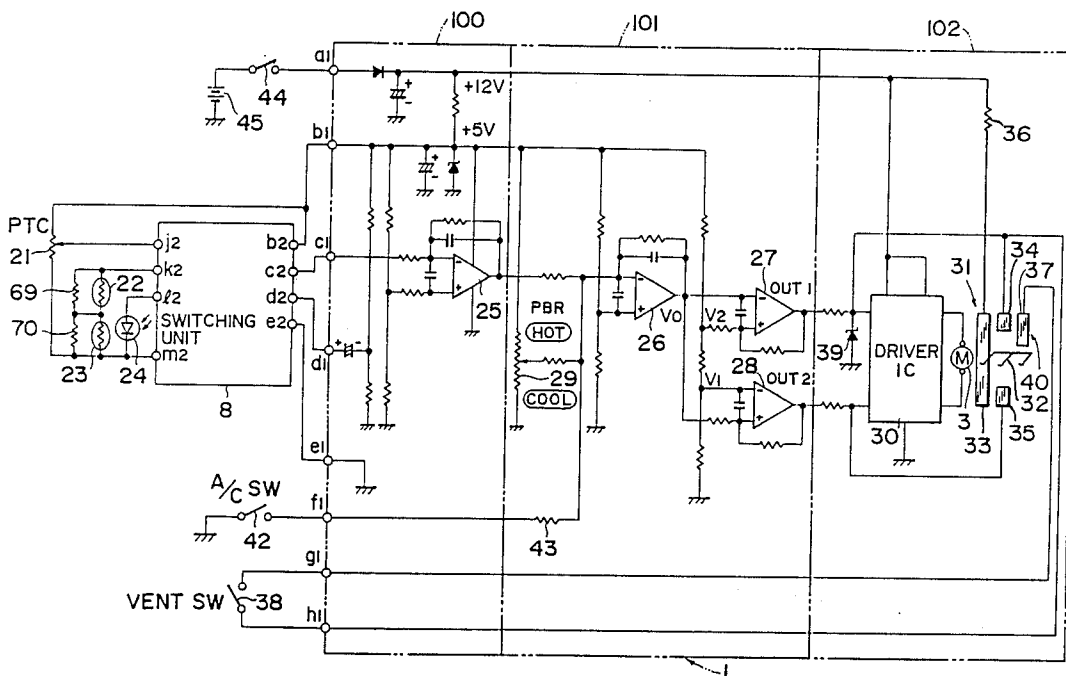 100
101
102
a1
44
45
+12V
+5V
b1
36
PTC
21
j2
b2
c1
k2
c2
69
22
ℓ2
d2
70
SWITCHING
UNIT
e2
m2
23
24
d1
8
25
PBR
HOT
29
COOL
V0
26
27
OUT 1
V2
28
V1
OUT 2
39
31
34
37
DRIVER
IC
M
3
40
32
30
33
35
e1
A/C SW
f1
42
43
g1
VENT SW
38
h1
1